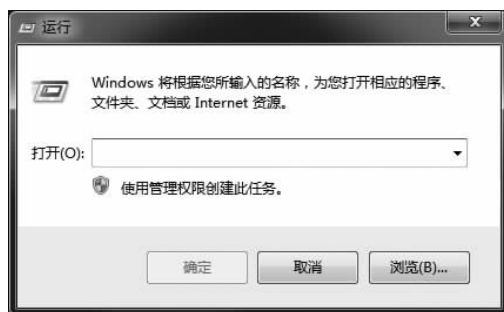 运行
Windows 将根据您所输入的名称，为您打开相应的程序、
文件夹、文档或 Internet 资源。
打开(O):
使用管理权限创建此任务。
确定 取消 浏览(B)...